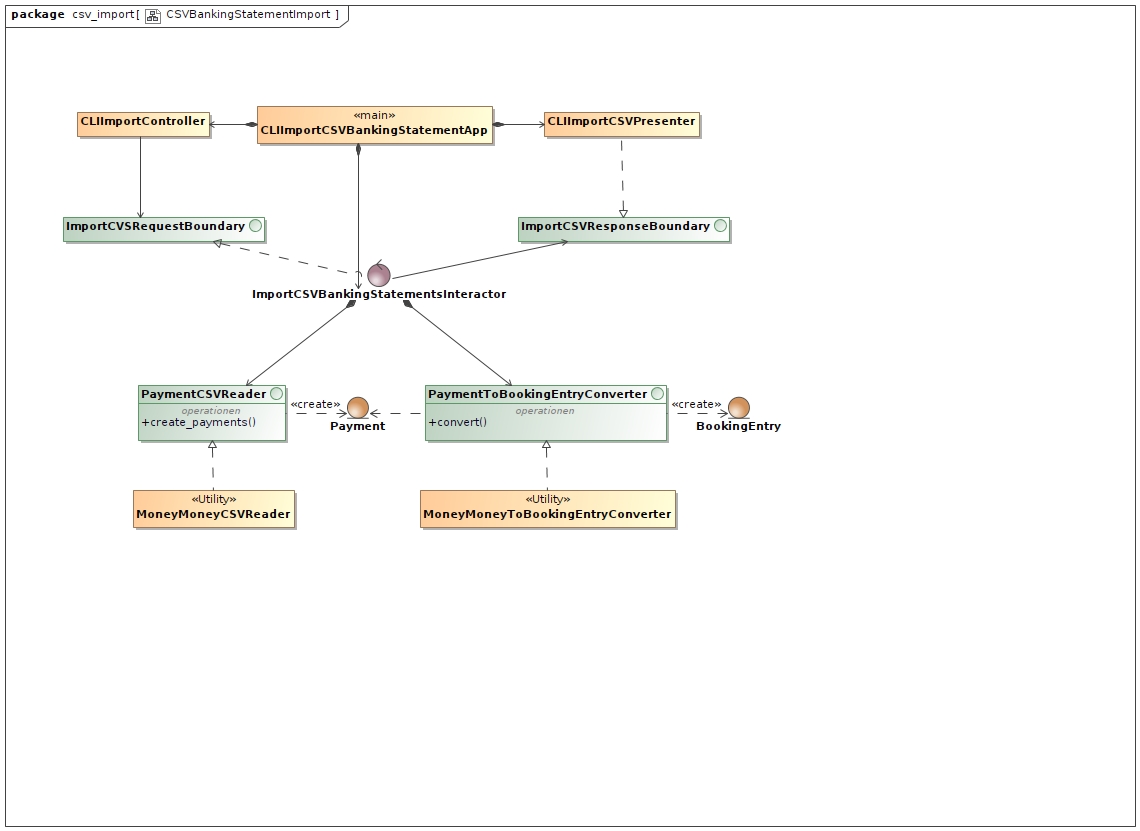 package csv_import[ CSVBankingStatementImport ]
«main»
CLIImportController
CLIImportCSVBankingStatementApp
CLIImportCSVPresenter
ImportCVSRequestBoundary
ImportCSVResponseBoundary
ImportCSVBankingStatementsInteractor
PaymentCSVReader
operationen
+create_payments()
«create»
Payment
PaymentToBookingEntryConverter
operationen
+convert()
«create»
BookingEntry
«Utility»
MoneyMoneyCSVReader
«Utility»
MoneyMoneyToBookingEntryConverter